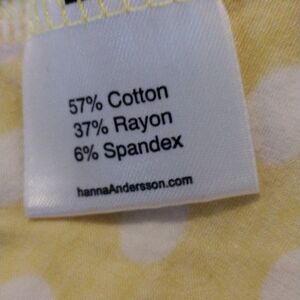 57% Cotton
37% Rayon
6% Spandex
hannaAndersson.com